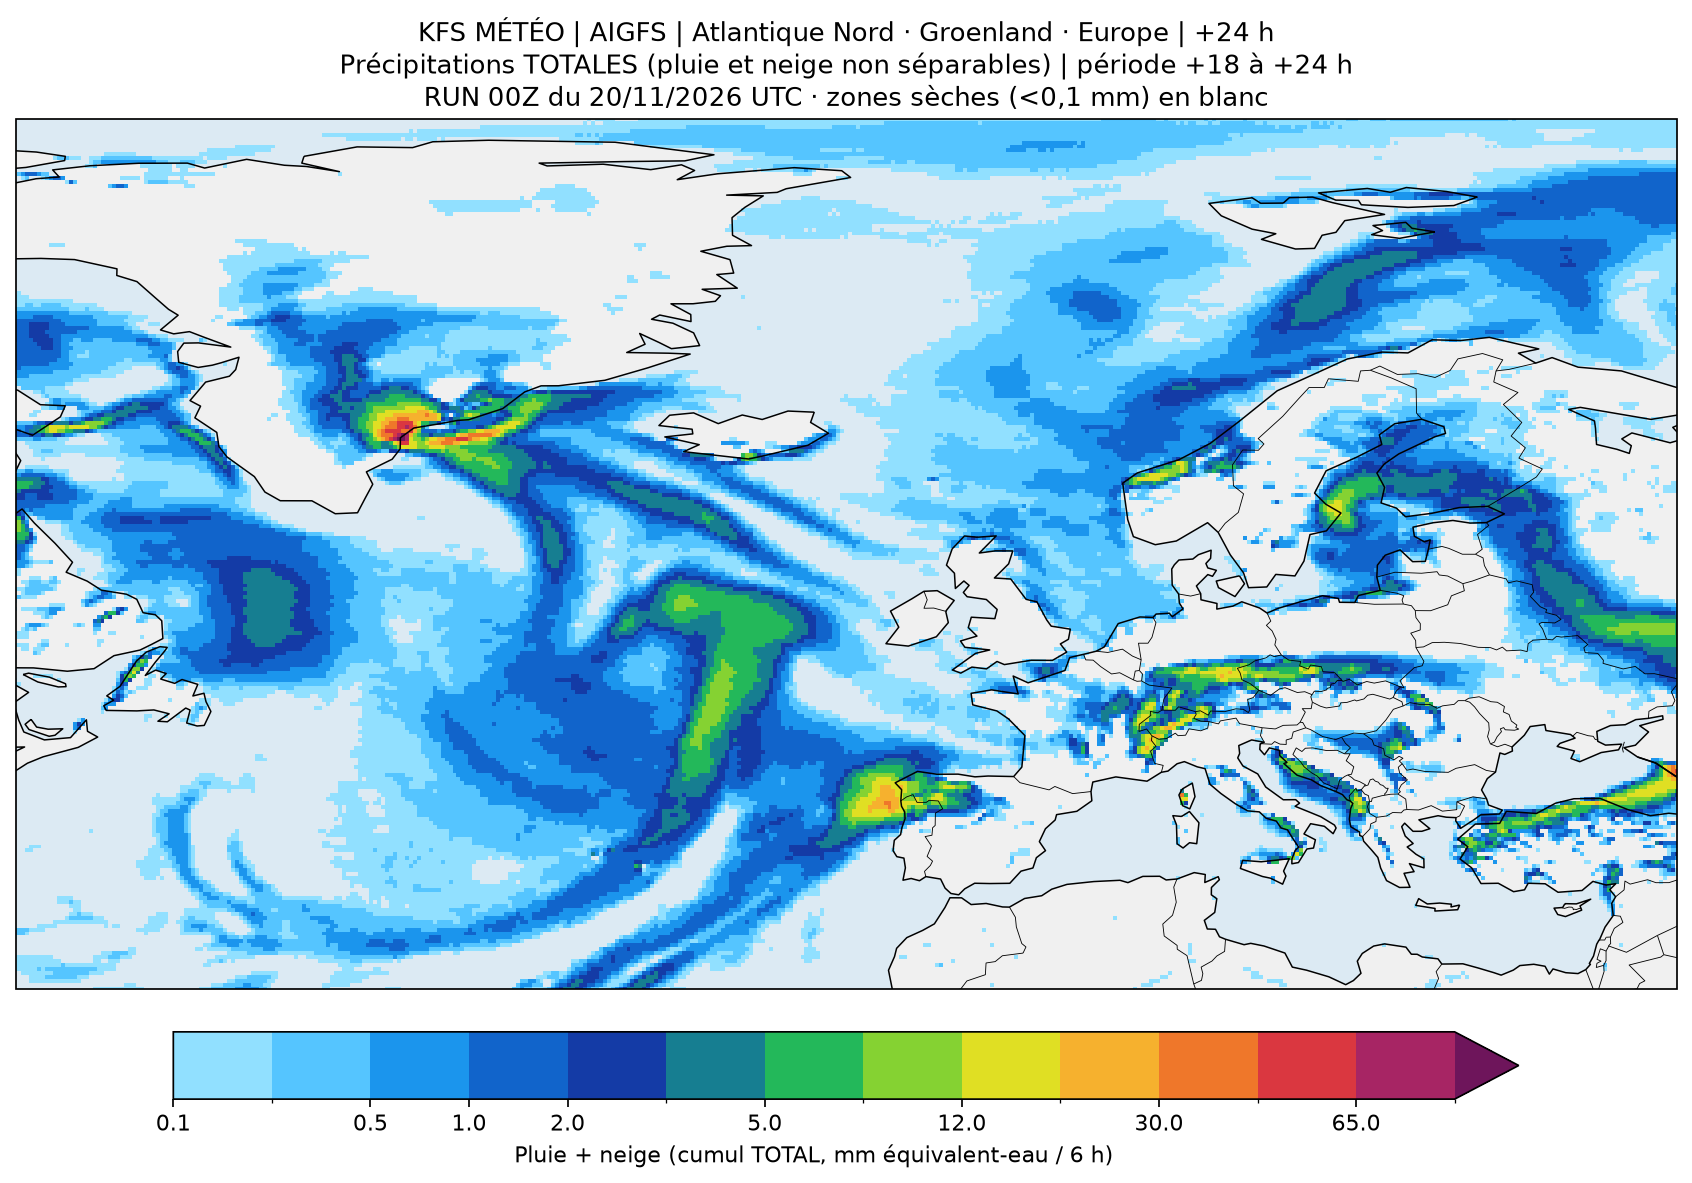 KFS MÉTÉO | AIGFS | Atlantique Nord · Groenland · Europe | +24 h
Précipitations TOTALES (pluie et neige non séparables) | période +18 à +24 h
RUN 00Z du 20/11/2026 UTC · zones sèches (<0,1 mm) en blanc
0.1 0.5 1.0 2.0 5.0 12.0 30.0 65.0
Pluie + neige (cumul TOTAL, mm équivalent-eau / 6 h)